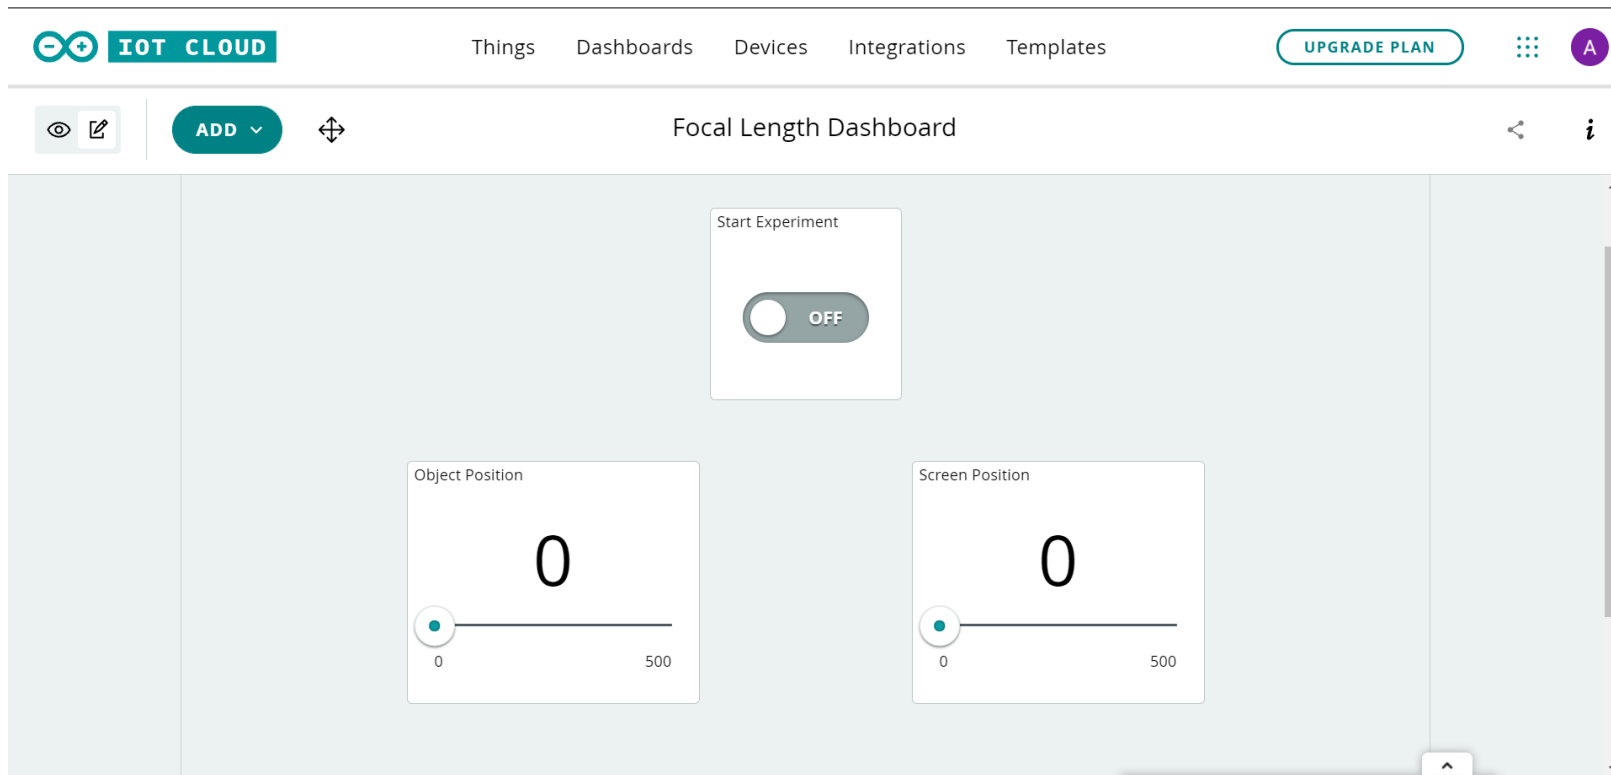 IOT CLOUD Things Dashboards Devices Integrations Templates UPGRADE PLAN A
ADD Focal Length Dashboard i
Start Experiment
OFF
Object Position Screen Position
0 0
0 500 0 500